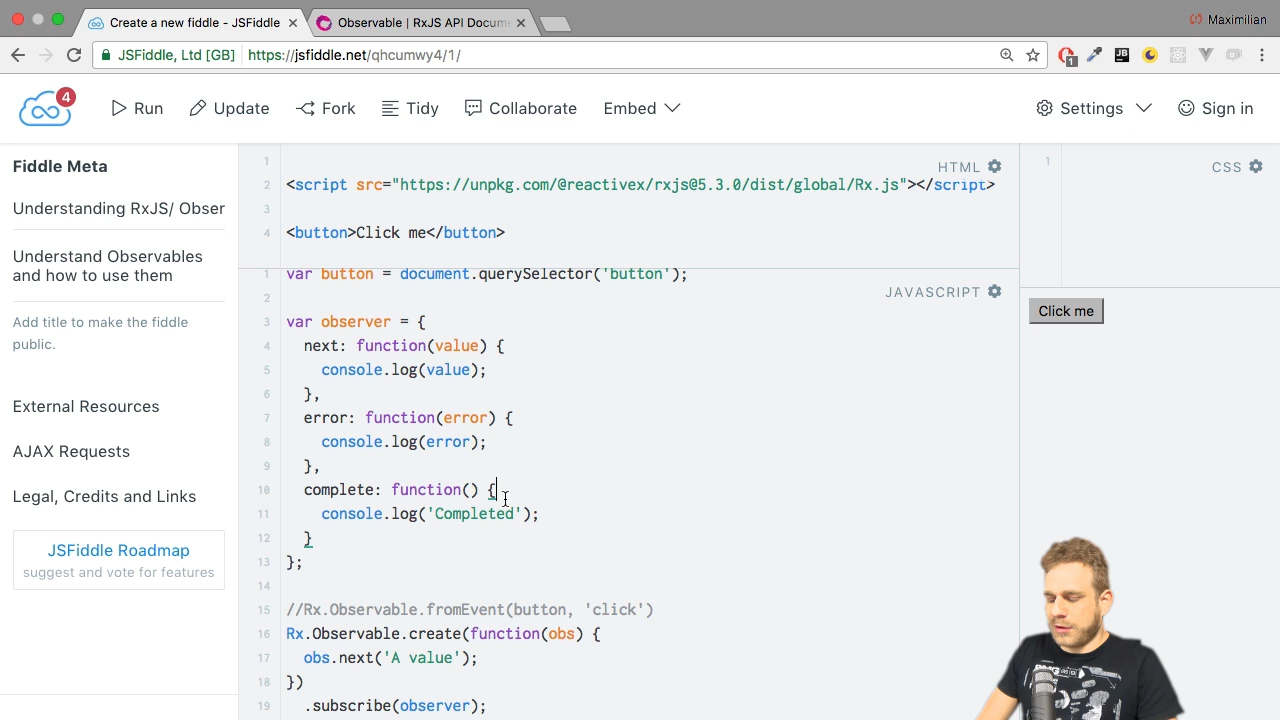 Create a new fiddle - JSFiddle
Observable | RxJS API Docum
Maximilian
JSFiddle, Ltd [GB]
https://jsfiddle.net/qhcumwy4/1/
1
JB
4
Run
Update
Fork
Tidy
Collaborate
Embed
Settings
Sign in
Fiddle Meta
Understanding RxJS/ Obser
Understand Observables
and how to use them
Add title to make the fiddle
public.
External Resources
AJAX Requests
Legal, Credits and Links
JSFiddle Roadmap
suggest and vote for features
HTML
1
2 <script src="https://unpkg.com/@reactivex/rxjs@5.3.0/dist/global/Rx.js"></script>
3
4 <button>Click me</button>
JAVASCRIPT
1 var button = document.querySelector('button');
2
3 var observer = {
4 next: function(value) {
5 console.log(value);
6 },
7 error: function(error) {
8 console.log(error);
9 },
10 complete: function() {
11 console.log('Completed');
12 }
13 };
14
15 //Rx.Observable.fromEvent(button, 'click')
16 Rx.Observable.create(function(obs) {
17 obs.next('A value');
18 })
19 .subscribe(observer);
1
CSS
Click me